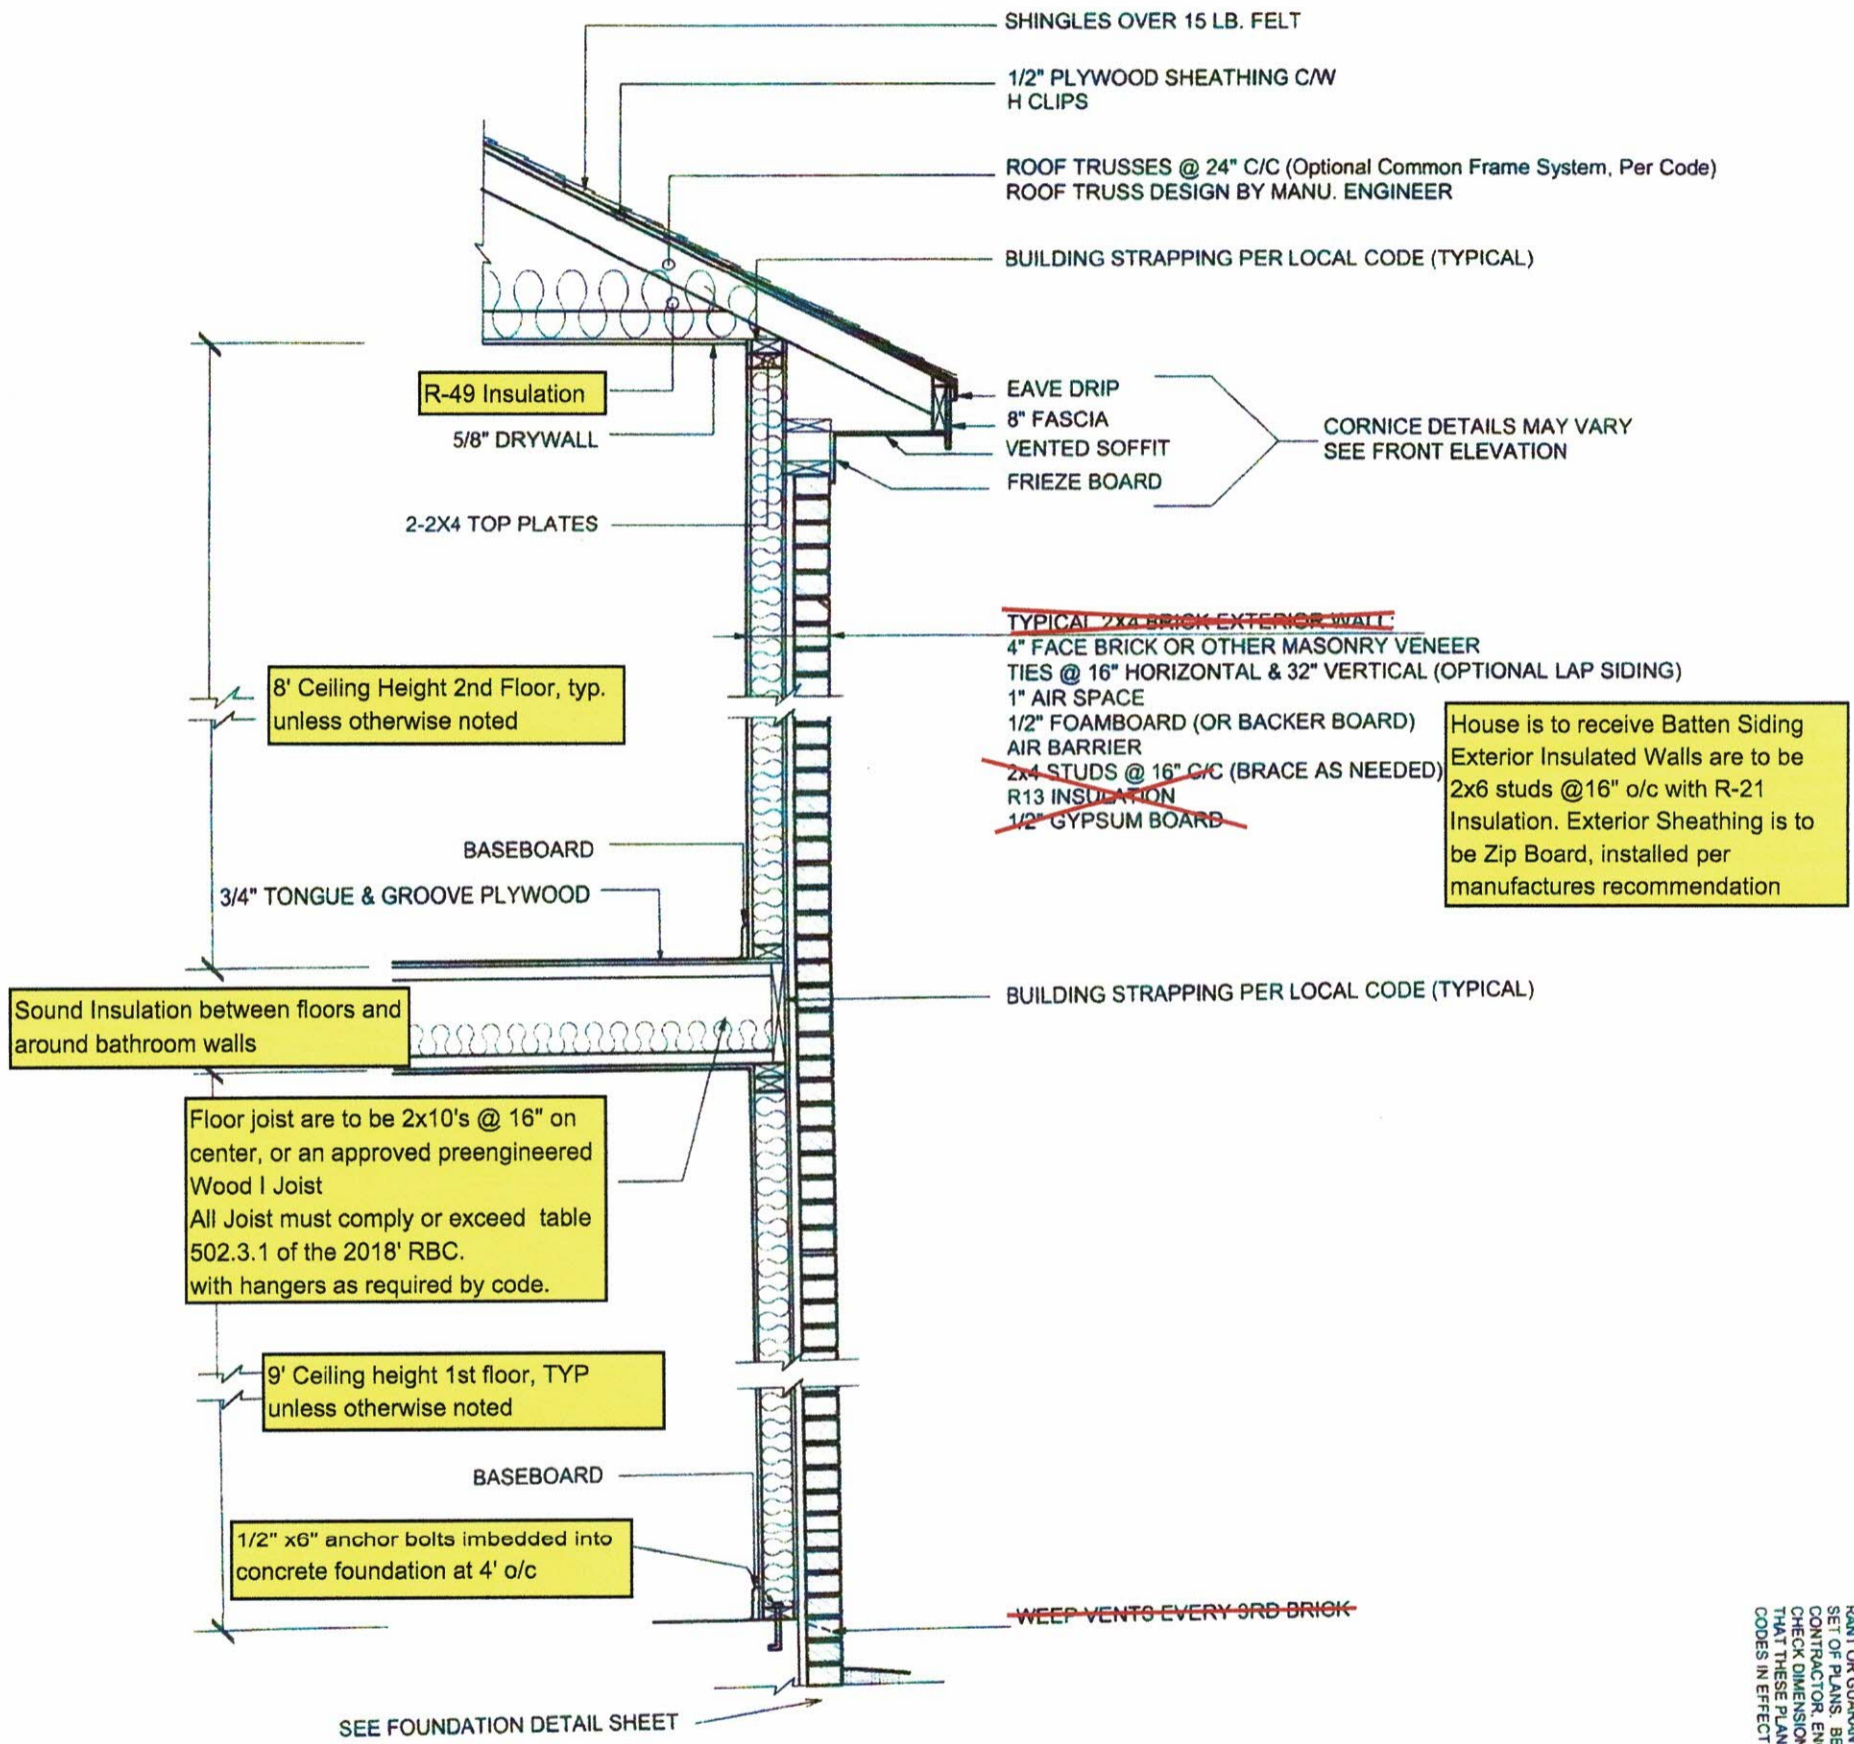 SHINGLES OVER 15 LB. FELT
1/2" PLYWOOD SHEATHING C/W
H CLIPS
ROOF TRUSSES @ 24" C/C (Optional Common Frame System, Per Code)
ROOF TRUSS DESIGN BY MANU. ENGINEER
BUILDING STRAPPING PER LOCAL CODE (TYPICAL)
R-49 Insulation
5/8" DRYWALL
EAVE DRIP
8" FASCIA
VENTED SOFFIT
FRIEZE BOARD
CORNICE DETAILS MAY VARY
SEE FRONT ELEVATION
2-2X4 TOP PLATES
TYPICAL 2X4 BRICK EXTERIOR WALL:
4" FACE BRICK OR OTHER MASONRY VENEER
TIES @ 16" HORIZONTAL & 32" VERTICAL (OPTIONAL LAP SIDING)
1" AIR SPACE
1/2" FOAMBOARD (OR BACKER BOARD)
AIR BARRIER
2x4 STUDS @ 16" C/C (BRACE AS NEEDED)
R13 INSULATION
1/2" GYPSUM BOARD
8' Ceiling Height 2nd Floor, typ.
unless otherwise noted
House is to receive Batten Siding
Exterior Insulated Walls are to be
2x6 studs @16" o/c with R-21
Insulation. Exterior Sheathing is to
be Zip Board, installed per
manufactures recommendation
BASEBOARD
3/4" TONGUE & GROOVE PLYWOOD
Sound Insulation between floors and
around bathroom walls
BUILDING STRAPPING PER LOCAL CODE (TYPICAL)
Floor joist are to be 2x10's @ 16" on
center, or an approved preengineered
Wood I Joist
All Joist must comply or exceed table
502.3.1 of the 2018' RBC.
with hangers as required by code.
9' Ceiling height 1st floor, TYP
unless otherwise noted
BASEBOARD
1/2" x6" anchor bolts imbedded into
concrete foundation at 4' o/c
WEEP VENTS EVERY 3RD BRICK
SEE FOUNDATION DETAIL SHEET
SET OF PLANS. BE
CONTRACTOR, EN
CHECK DIMENSION
THAT THESE PLAN
CODES IN EFFECT